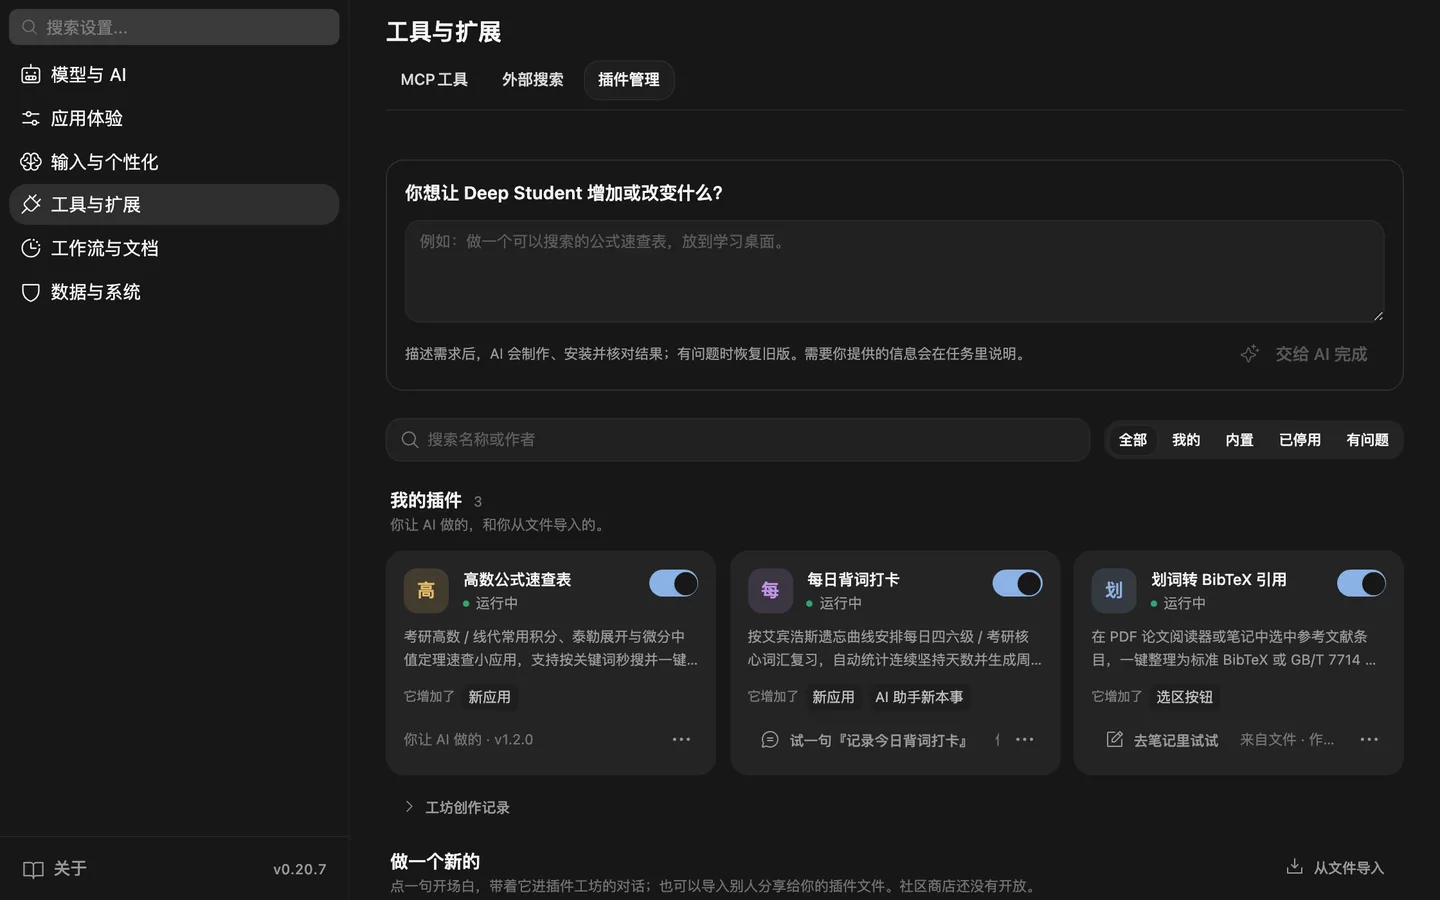 搜索设置...
模型与 AI
应用体验
输入与个性化
工具与扩展
工作流与文档
数据与系统
关于
v0.20.7
工具与扩展
MCP 工具
外部搜索
插件管理
你想让 Deep Student 增加或改变什么？
例如：做一个可以搜索的公式速查表，放到学习桌面。
描述需求后，AI 会制作、安装并核对结果；有问题时恢复旧版。需要你提供的信息会在任务里说明。
交给 AI 完成
搜索名称或作者
全部
我的
内置
已停用
有问题
我的插件 3
你让 AI 做的，和你从文件导入的。
高
高数公式速查表
运行中
考研高数 / 线代常用积分、泰勒展开与微分中
值定理速查小应用，支持按关键词秒搜并一键...
它增加了 新应用
你让 AI 做的 · v1.2.0
每
每日背词打卡
运行中
按艾宾浩斯遗忘曲线安排每日四六级 / 考研核
心词汇复习，自动统计连续坚持天数并生成周...
它增加了 新应用 AI 助手新本事
试一句『记录今日背词打卡』
划
划词转 BibTeX 引用
运行中
在 PDF 论文阅读器或笔记中选中参考文献条
目，一键整理为标准 BibTeX 或 GB/T 7714 ...
它增加了 选区按钮
去笔记里试试 来自文件 · 作...
工坊创作记录
做一个新的
点一句开场白，带着它进插件工坊的对话；也可以导入别人分享给你的插件文件。社区商店还没有开放。
从文件导入